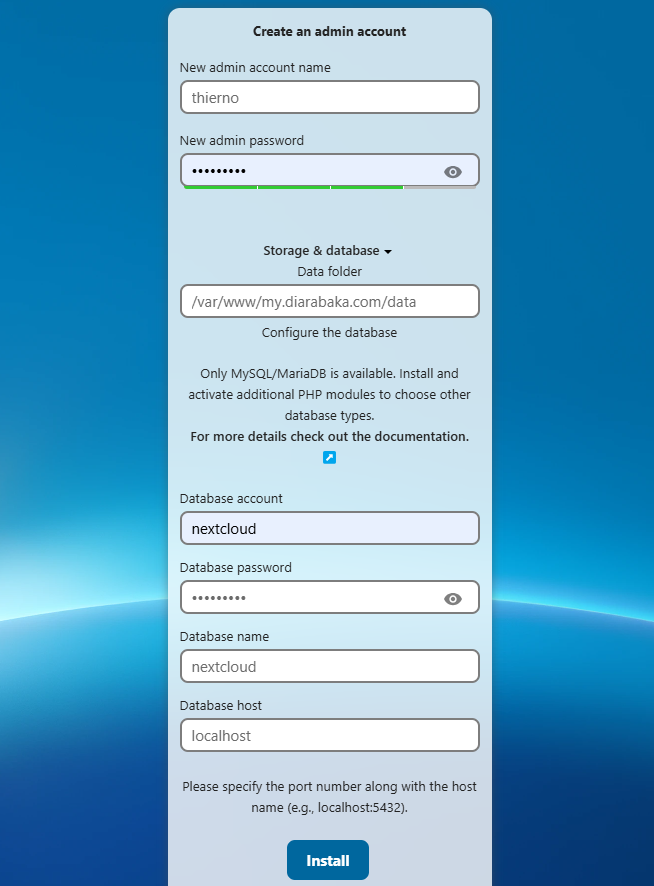 Create an admin account
New admin account name
thierno
New admin password
•••••••••
Storage & database
Data folder
/var/www/my.diarabaka.com/data
Configure the database
Only MySQL/MariaDB is available. Install and
activate additional PHP modules to choose other
database types.
For more details check out the documentation.
Database account
nextcloud
Database password
•••••••••
Database name
nextcloud
Database host
localhost
Please specify the port number along with the host
name (e.g., localhost:5432).
Install